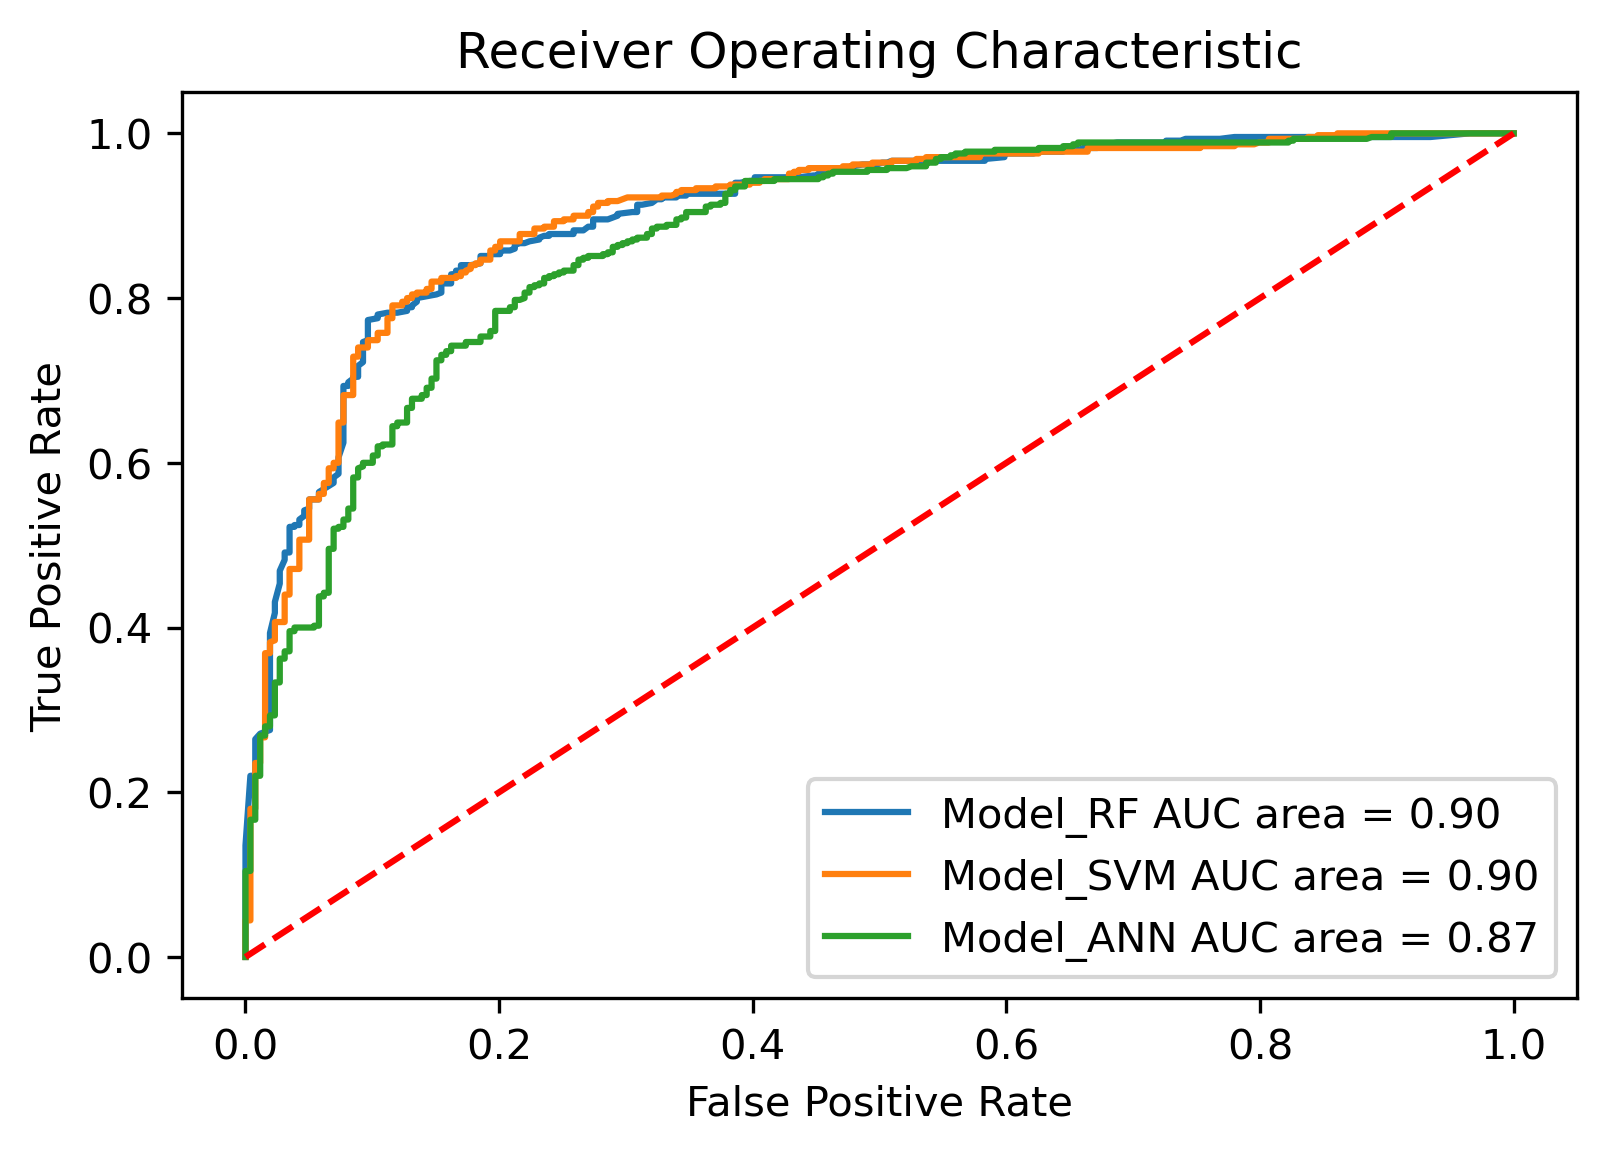 Receiver Operating Characteristic
1.0
0.8
0.6
0.4
0.2
0.0
True Positive Rate
Model_RF AUC area = 0.90
Model_SVM AUC area = 0.90
Model_ANN AUC area = 0.87
0.0 0.2 0.4 0.6 0.8 1.0
False Positive Rate